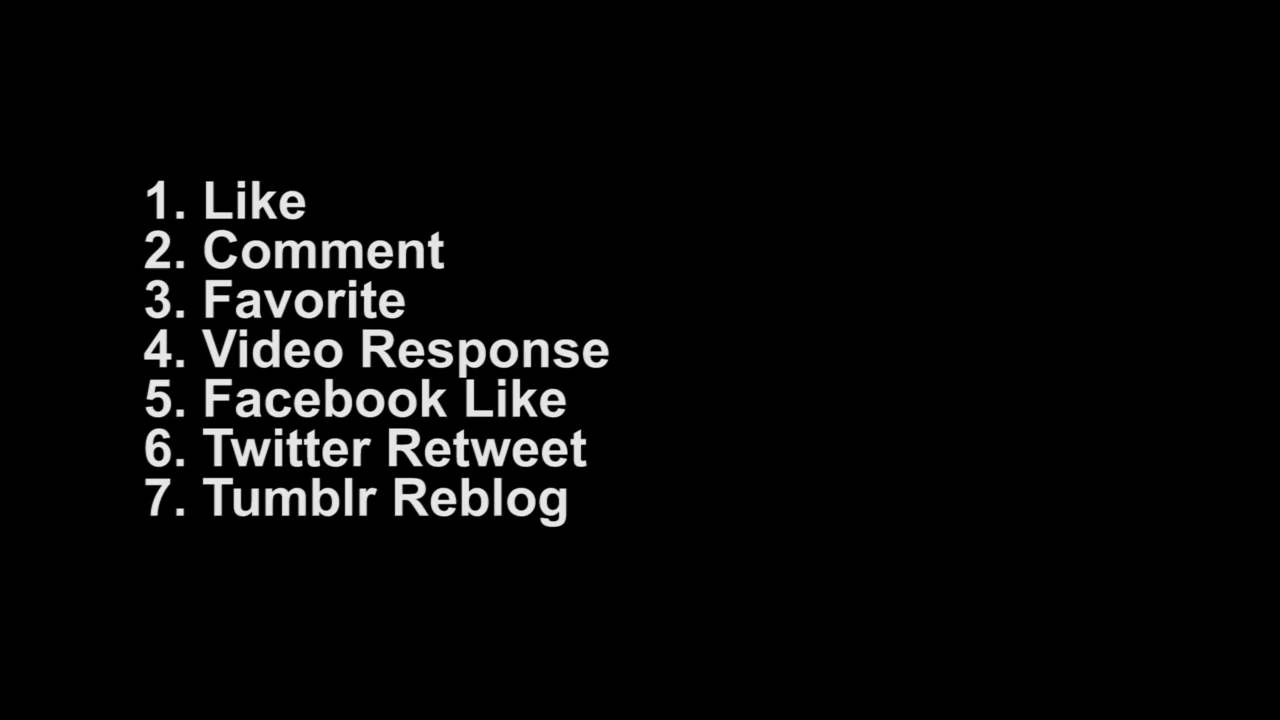 1. Like
2. Comment
3. Favorite
4. Video Response
5. Facebook Like
6. Twitter Retweet
7. Tumblr Reblog